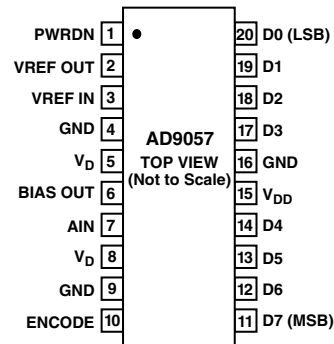 PWRDN 1
VREF OUT 2
VREF IN 3
GND 4
VD 5
BIAS OUT 6
AIN 7
VD 8
GND 9
ENCODE 10
AD9057
TOP VIEW
(Not to Scale)
20 D0 (LSB)
19 D1
18 D2
17 D3
16 GND
15 VDD
14 D4
13 D5
12 D6
11 D7 (MSB)